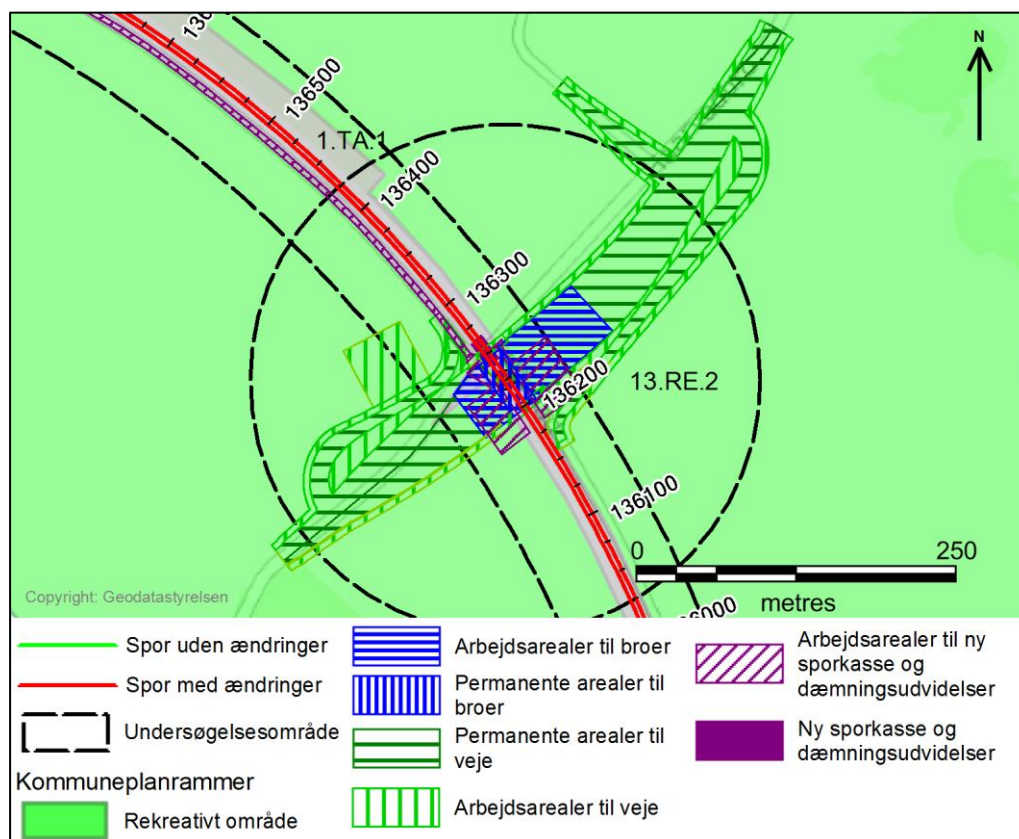 N
136500
1.TA.1
136400
136300
136200
13.RE.2
136100
0 250
metres
Copyright: Geodatastyrelsen
Spor uden ændringer
Spor med ændringer
Undersøgelsesområde
Kommuneplanrammer
Rekreativt område
Arbejdsarealer til broer
Permanente arealer til
broer
Permanente arealer til
veje
Arbejdsarealer til veje
Arbejdsarealer til ny
sporkasse og
dæmningsudvidelser
Ny sporkasse og
dæmningsudvidelser